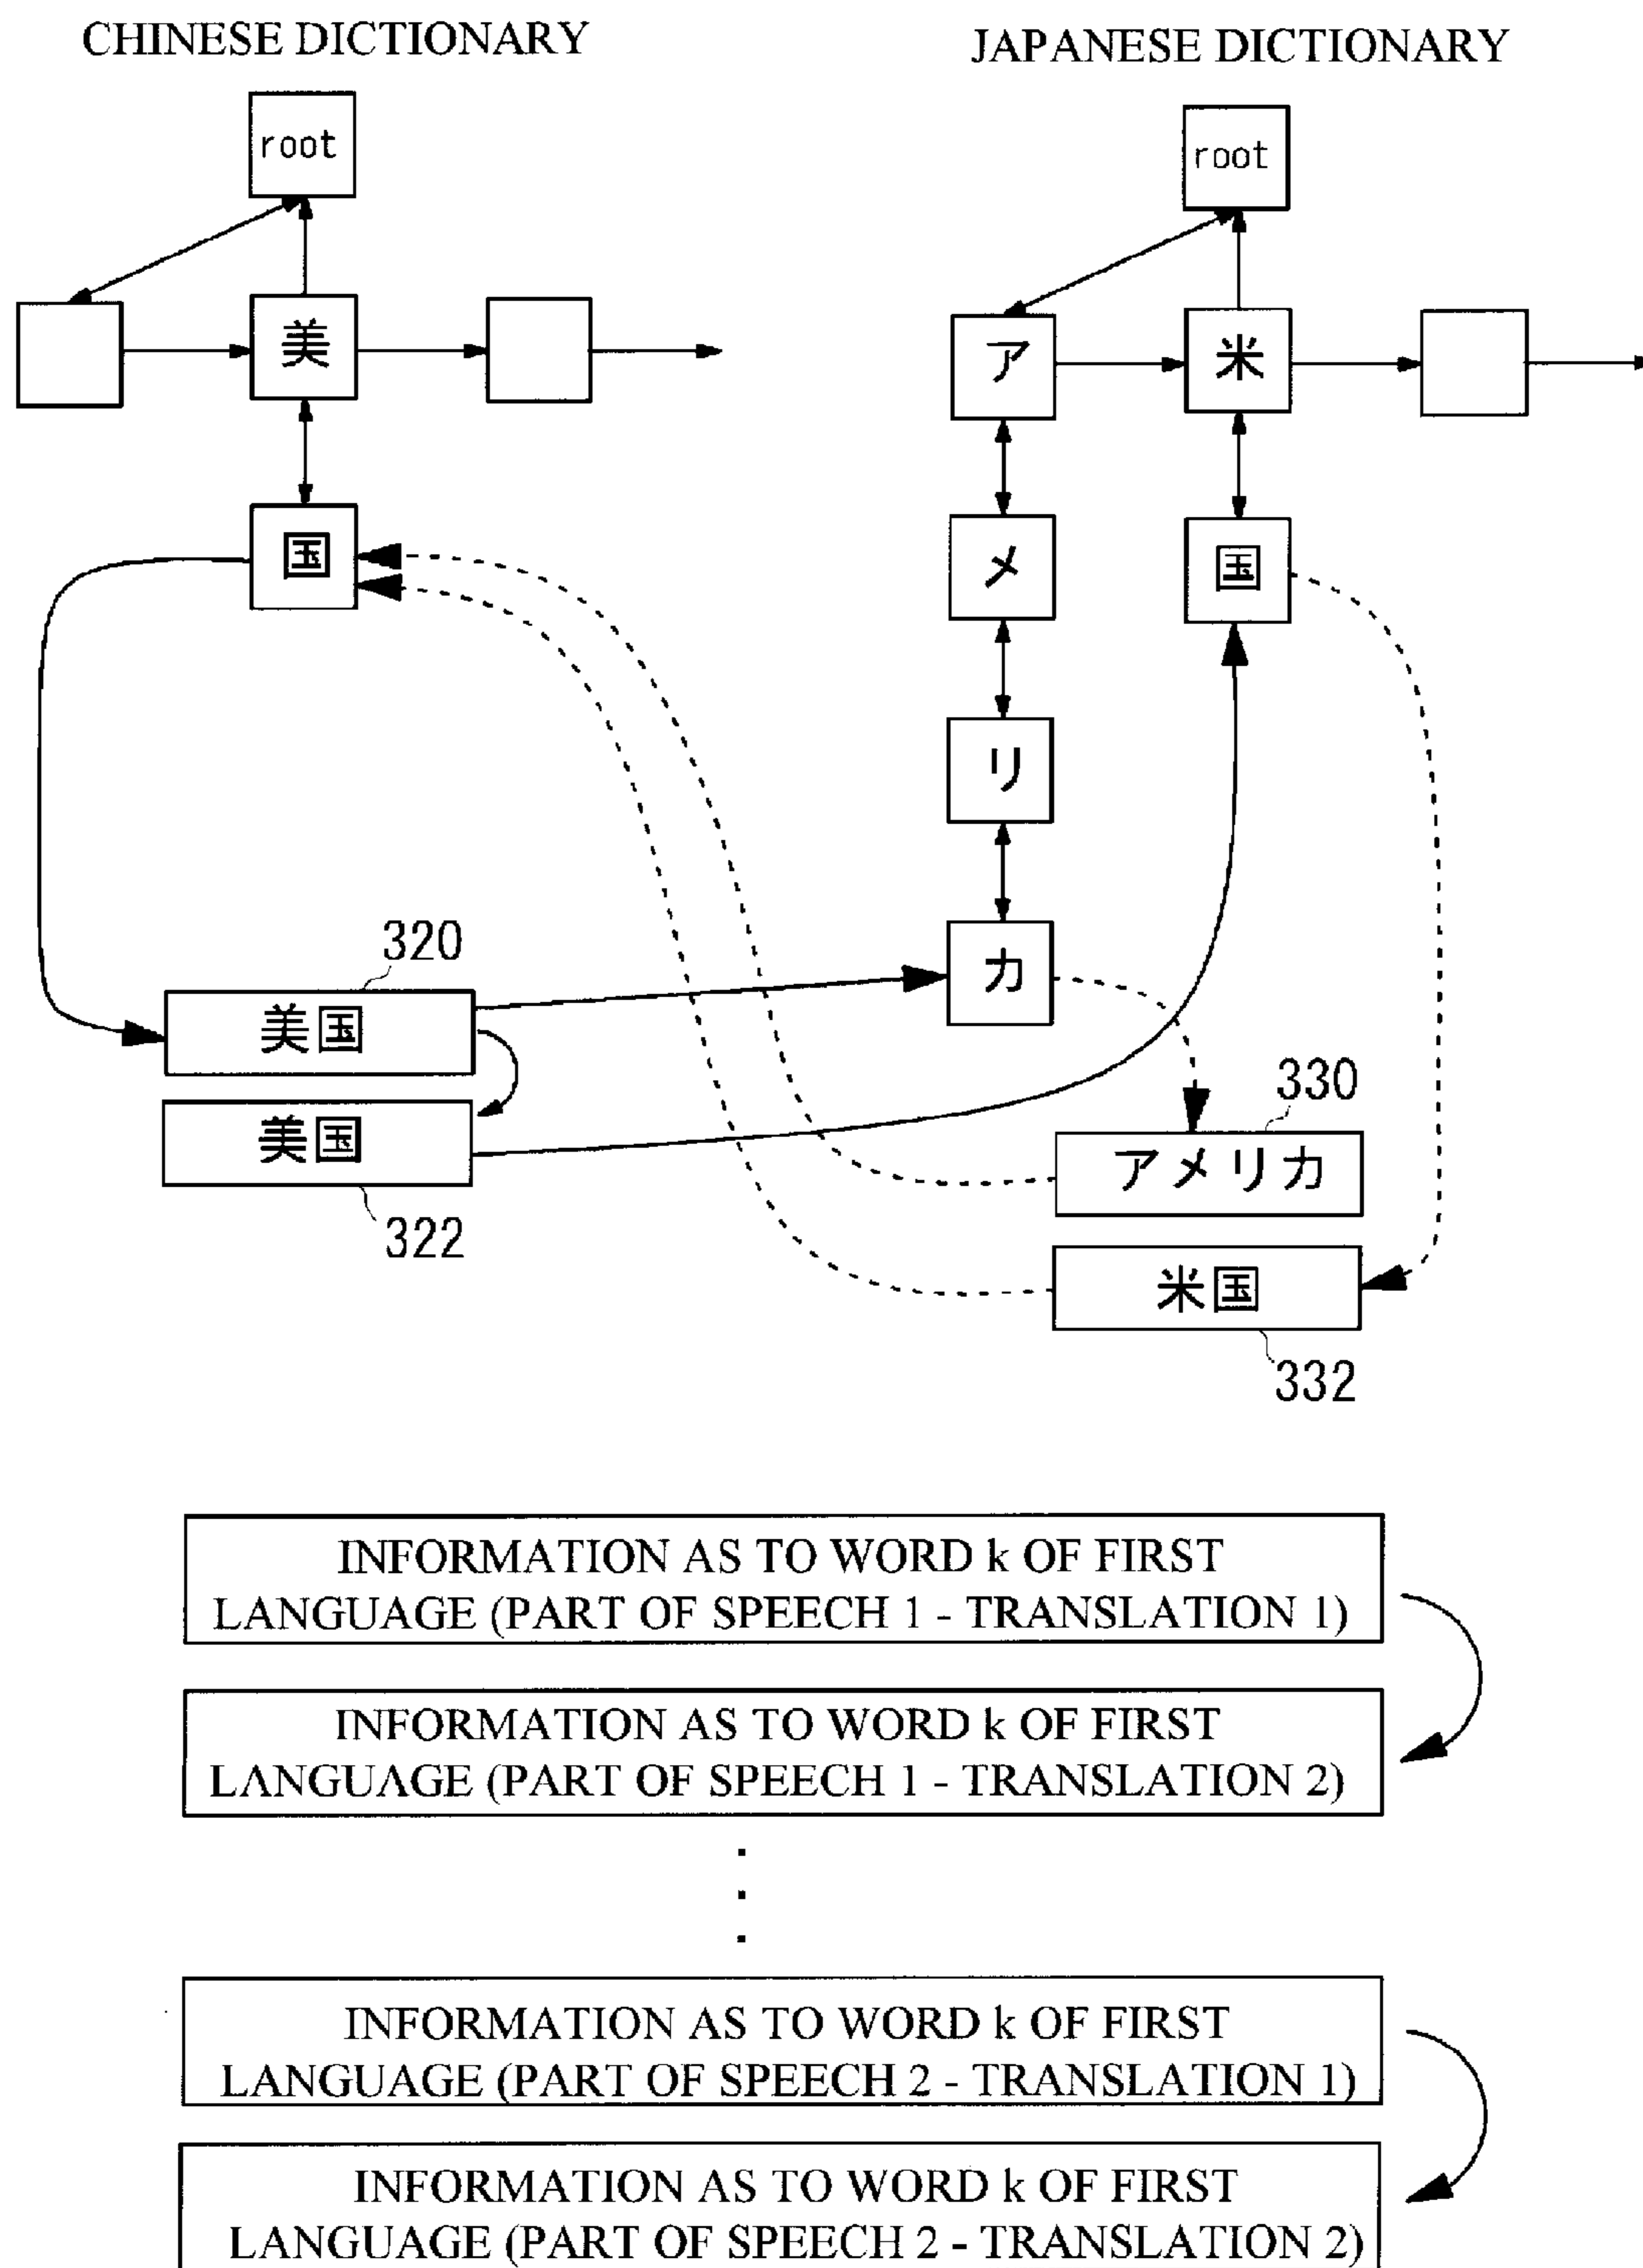 CHINESE DICTIONARY
JAPANESE DICTIONARY
root
root
美
ア
米
国
メ
国
リ
カ
320
美国
美国
322
330
アメリカ
米国
332
INFORMATION AS TO WORD k OF FIRST
LANGUAGE (PART OF SPEECH 1 - TRANSLATION 1)
INFORMATION AS TO WORD k OF FIRST
LANGUAGE (PART OF SPEECH 1 - TRANSLATION 2)
INFORMATION AS TO WORD k OF FIRST
LANGUAGE (PART OF SPEECH 2 - TRANSLATION 1)
INFORMATION AS TO WORD k OF FIRST
LANGUAGE (PART OF SPEECH 2 - TRANSLATION 2)